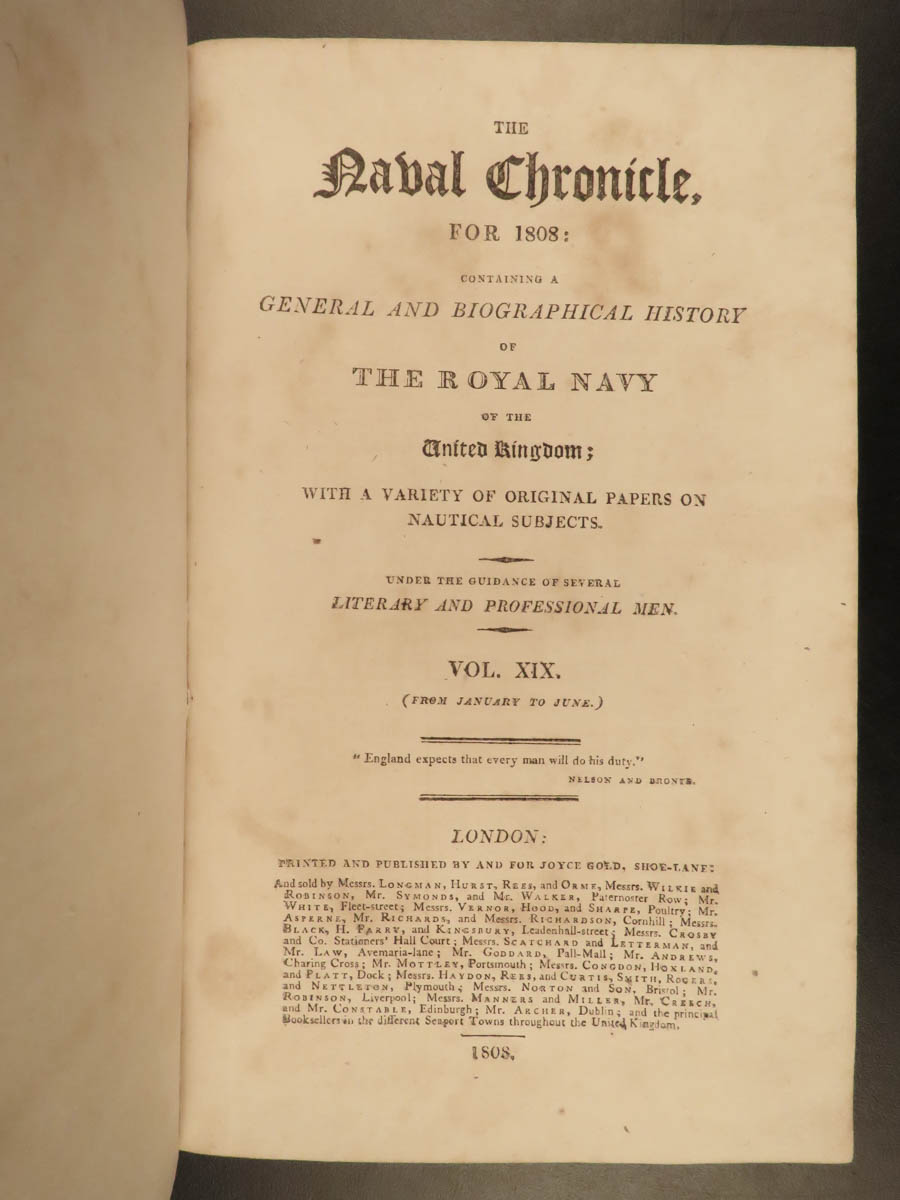 THE
Naval Chronicle,
FOR 1808:
CONTAINING A
GENERAL AND BIOGRAPHICAL HISTORY
OF
THE ROYAL NAVY
OF THE
United Kingdom;
WITH A VARIETY OF ORIGINAL PAPERS ON
NAUTICAL SUBJECTS.
UNDER THE GUIDANCE OF SEVERAL
LITERARY AND PROFESSIONAL MEN.
VOL. XIX.
(FROM JANUARY TO JUNE.)
"England expects that every man will do his duty."
NELSON AND BRONTE.
LONDON:
PRINTED AND PUBLISHED BY AND FOR JOYCE GOLD, SHOE-LANE:
And sold by Messrs. LONGMAN, HURST, REES, and ORME, Messrs. WILKIE and
ROBINSON, Mr. SYMONDS, and Mr. WALKER, Paternoster Row; Mr.
WHITE, Fleet-street; Messrs. VERNOR, HOOD, and SHARPE, Poultry; Mr.
ASPERNE, Mr. RICHARDS, and Messrs. RICHARDSON, Cornhill; Messrs.
BLACK, H. PARRY, and KINGSBURY, Leadenhall-street; Messrs. CROSBY
and Co. Stationers' Hall Court; Messrs. SCATCHARD and LETTERMAN, and
Mr. LAW, Avemaria-lane; Mr. GODDARD, Pall-Mall; Mr. ANDREWS,
Charing Cross; Mr. MOTTLEY, Portsmouth; Messrs. CONGDON, HOXLAND,
and PLATT, Dock; Messrs. HAYDON, REES, and CURTIS, SMITH, ROGERS,
and NETTLETON, Plymouth; Messrs. NORTON and SON, Bristol; Mr.
ROBINSON, Liverpool; Messrs. MANNERS and MILLER, Mr. CREECH,
and Mr. CONSTABLE, Edinburgh; Mr. ARCHER, Dublin; and the principal
Booksellers in the different Seaport Towns throughout the United Kingdom.
1808.